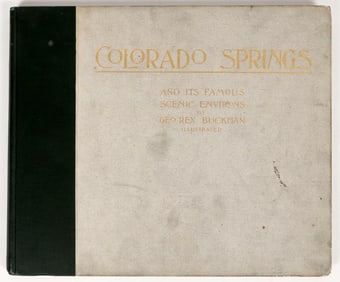 COLORADO SPRINGS
AND ITS FAMOUS
SCENIC ENVIRONS
BY
GEO. REX BUCKMAN
ILLUSTRATED